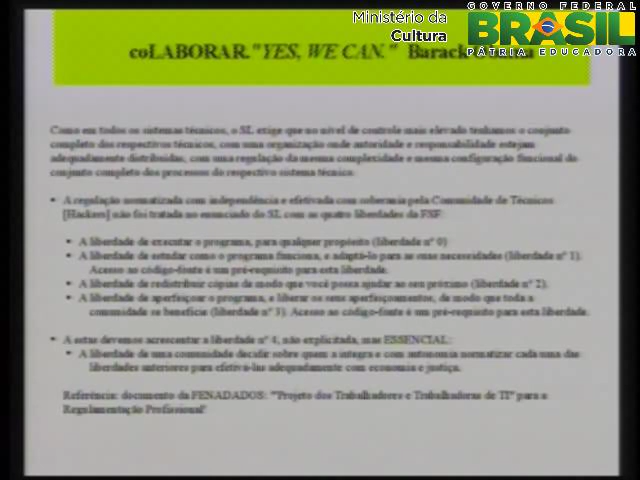 Ministério da
Cultura
GOVERNO FEDERAL
BRASIL
PÁTRIA EDUCADORA
coLABORAR."YES, WE CAN." Barack
Como em todos os sistemas técnicos, o SL exige que no nível de controle mais elevado tenhamos o conjunto
completo dos respectivos técnicos, com uma organização onde autoridade e responsabilidade estejam
adequadamente distribuídas, com uma regulação da mesma complexidade e mesma configuração funcional do
conjunto completo dos processos do respectivo sistema técnico.
• A regulação normatizada com independência e efetivada com soberania pela Comunidade de Técnicos
[Hackers] não foi tratada no enunciado do SL com as quatro liberdades da FSF:
• A liberdade de executar o programa, para qualquer propósito (liberdade nº 0)
• A liberdade de estudar como o programa funciona, e adaptá-lo para as suas necessidades (liberdade nº 1).
Acesso ao código-fonte é um pré-requisito para esta liberdade.
• A liberdade de redistribuir cópias de modo que você possa ajudar ao seu próximo (liberdade nº 2).
• A liberdade de aperfeiçoar o programa, e liberar os seus aperfeiçoamentos, de modo que toda a
comunidade se beneficie (liberdade nº 3). Acesso ao código-fonte é um pré-requisito para esta liberdade.
• A estas devemos acrescentar a liberdade nº 4, não explicitada, mas ESSENCIAL:
• A liberdade de uma comunidade decidir sobre quem a integra e com autonomia normatizar cada uma das
liberdades anteriores para efetivá-las adequadamente com economia e justiça.
Referência: documento da FENADADOS: "Projeto dos Trabalhadores e Trabalhadoras de TI" para a
Regulamentação Profissional"